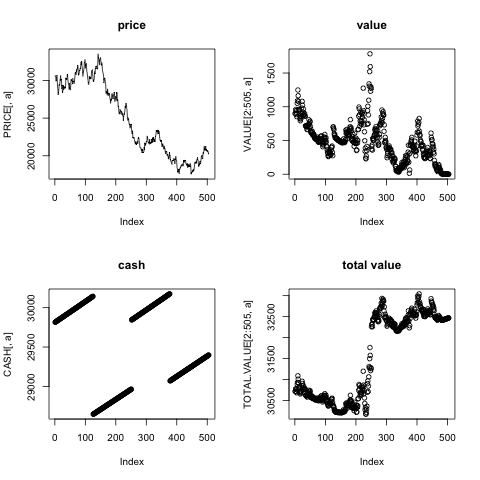 price
PRICE[, a]
20000 25000 30000
0 100 200 300 400 500
Index
value
VALUE[2:505, a]
0 500 1000 1500
0 100 200 300 400 500
Index
cash
CASH[, a]
29000 29500 30000
0 100 200 300 400 500
Index
total value
TOTAL.VALUE[2:505, a]
30500 31500 32500
0 100 200 300 400 500
Index